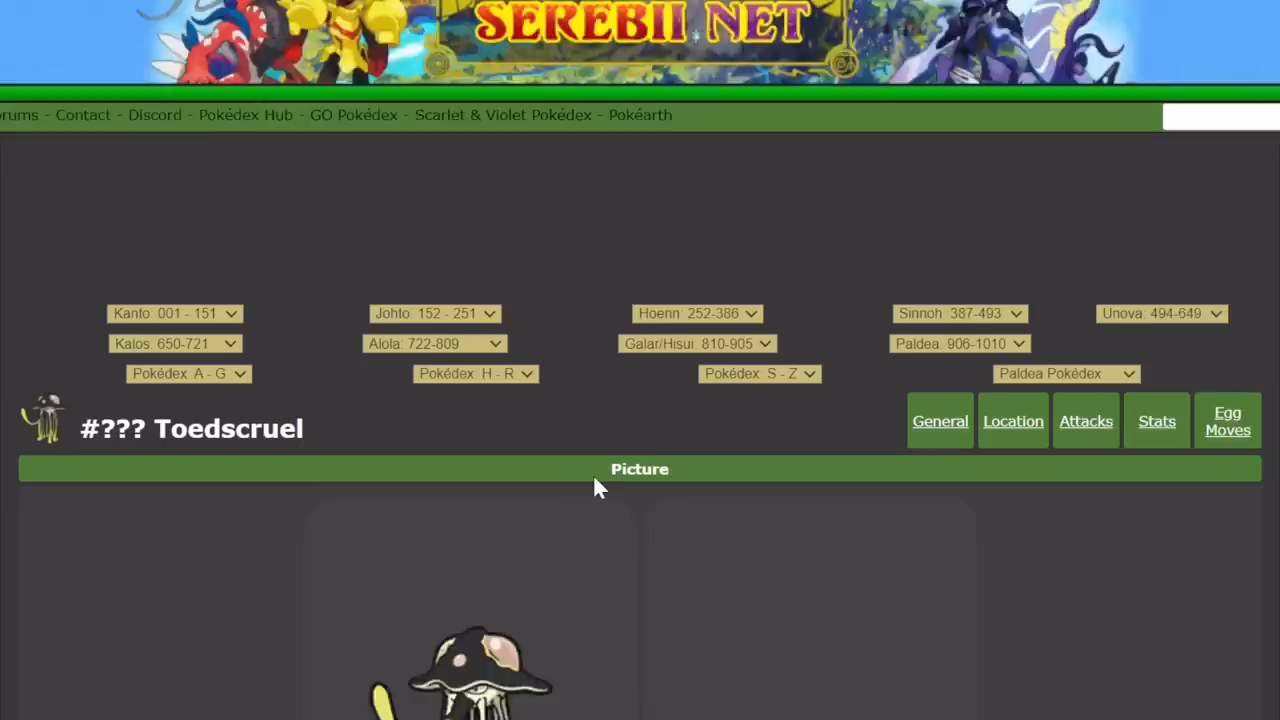 SEREBII.NET
orums - Contact - Discord - Pokédex Hub - GO Pokédex - Scarlet & Violet Pokédex - Pokéarth
Kanto: 001 - 151 Johto: 152 - 251 Hoenn: 252-386 Sinnoh: 387-493 Unova: 494-649
Kalos: 650-721 Alola: 722-809 Galar/Hisui: 810-905 Paldea: 906-1010
Pokédex: A - G Pokédex: H - R Pokédex: S - Z Paldea Pokédex
#??? Toedscruel
General Location Attacks Stats Egg Moves
Picture